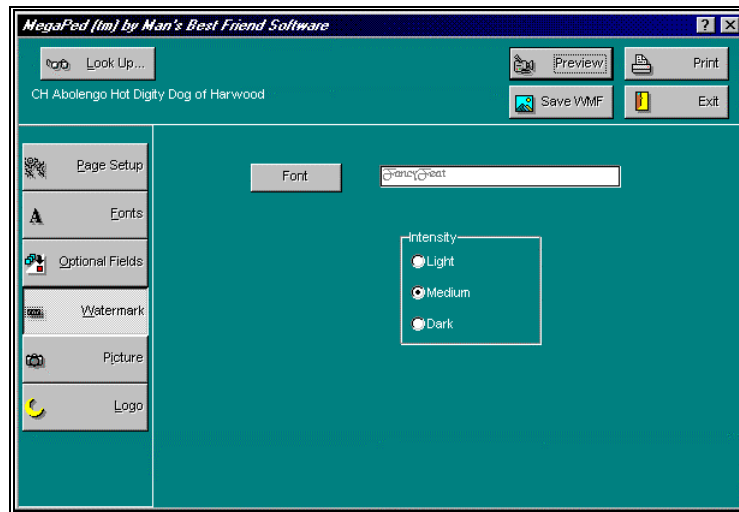 MegaPed (tm) by Man's Best Friend Software
Look Up...
Preview
Print
CH Abolengo Hot Digity Dog of Harwood
Save WMF
Exit
Page Setup
Font
FancyFeat
Fonts
Intensity
Optional Fields
Light
Watermark
Medium
Dark
Picture
Logo